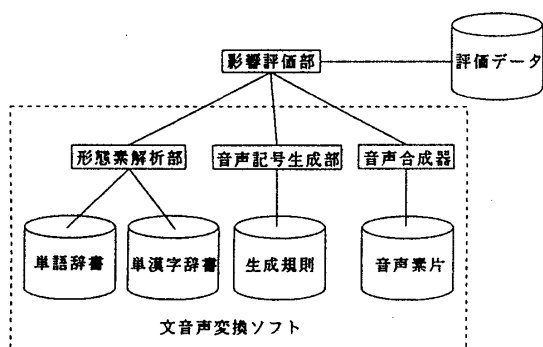 影響評価部
評価データ
形態素解析部
音声記号生成部
音声合成器
単語辞書
単漢字辞書
生成規則
音声素片
文音声変換ソフト